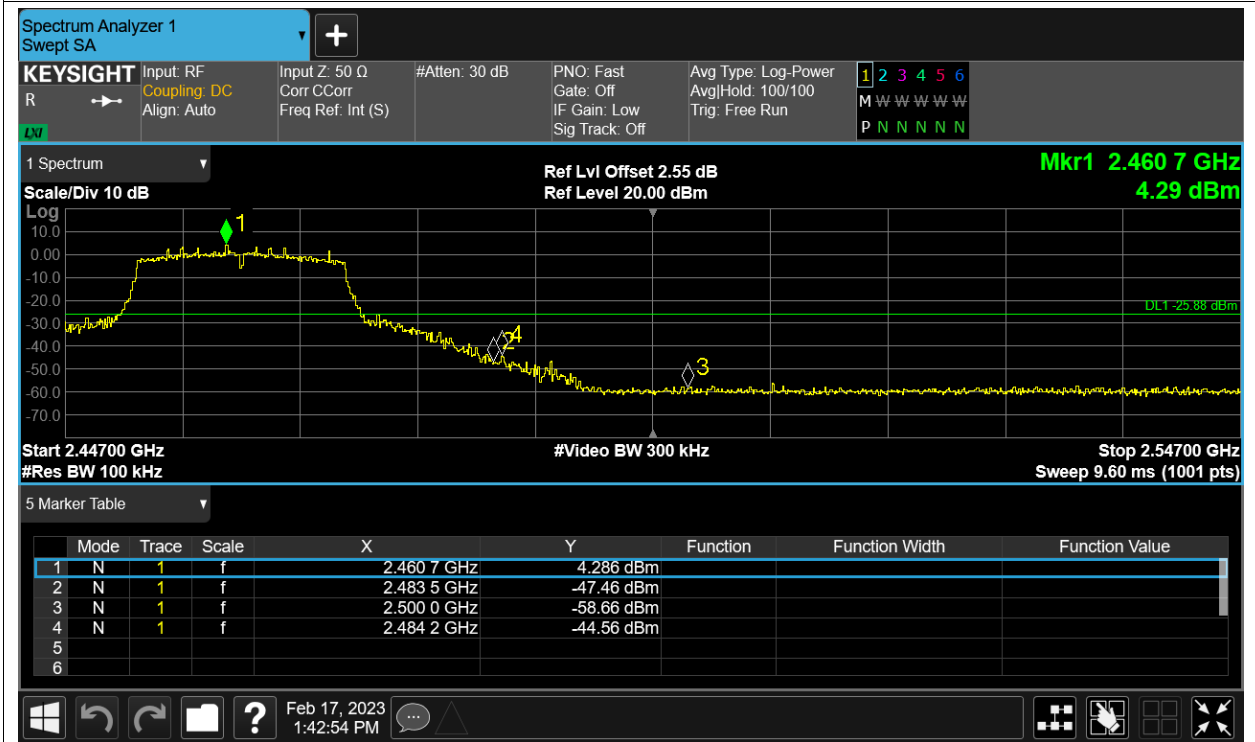 Spectrum Analyzer 1
Swept SA
+
KEYSIGHT Input: RF Input Z: 50 Ω #Atten: 30 dB PNO: Fast Avg Type: Log-Power 1 2 3 4 5 6
R Coupling: DC Corr CCorr Gate: Off Avg|Hold: 100/100 M W W W W W W
Align: Auto Freq Ref: Int (S) IF Gain: Low Trig: Free Run
LXI Sig Track: Off P N N N N N N
1 Spectrum Ref Lvl Offset 2.55 dB Mkr1 2.460 7 GHz
Scale/Div 10 dB Ref Level 20.00 dBm 4.29 dBm
Log
1
10.0
0.00
-10.0
-20.0
DL1 -25.88 dBm
-30.0
4
2
-40.0
3
-50.0
-60.0
-70.0
Start 2.44700 GHz #Video BW 300 kHz Stop 2.54700 GHz
#Res BW 100 kHz Sweep 9.60 ms (1001 pts)
5 Marker Table
Mode Trace Scale X Y Function Function Width Function Value
1 N 1 f 2.460 7 GHz 4.286 dBm
2 N 1 f 2.483 5 GHz -47.46 dBm
3 N 1 f 2.500 0 GHz -58.66 dBm
4 N 1 f 2.484 2 GHz -44.56 dBm
5
6
? Feb 17, 2023
1:42:54 PM